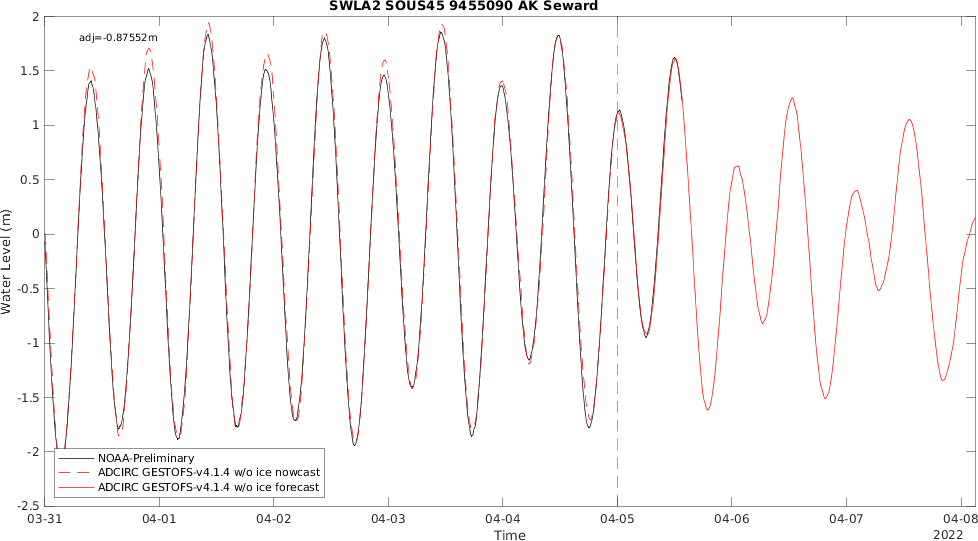 SWLA2 SOUS45 9455090 AK Seward
adj=-0.87552m
2
1.5
1
0.5
0
-0.5
-1
-1.5
-2
-2.5
Water Level (m)
NOAA-Preliminary
ADCIRC GESTOFS-v4.1.4 w/o ice nowcast
ADCIRC GESTOFS-v4.1.4 w/o ice forecast
03-31 04-01 04-02 04-03 04-04 04-05 04-06 04-07 04-08
Time
2022